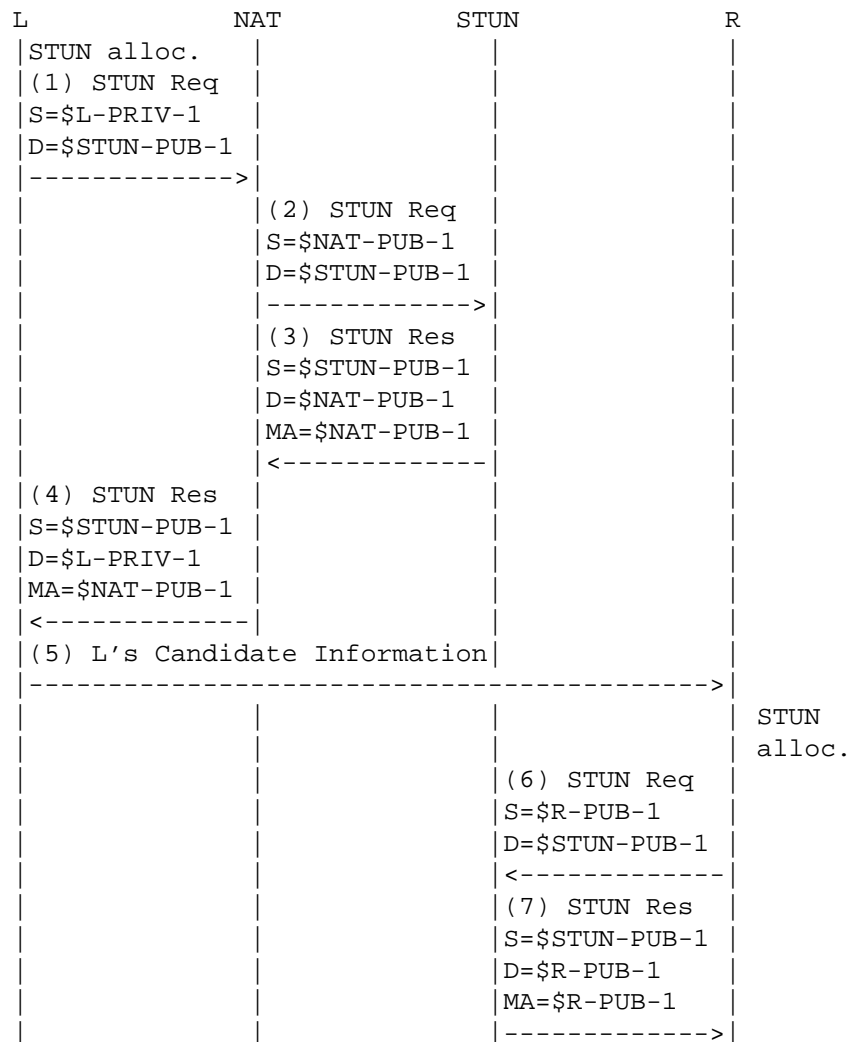 L             NAT           STUN             R
|STUN alloc.   |              |              |
|(1) STUN Req  |              |              |
|S=$L-PRIV-1   |              |              |
|D=$STUN-PUB-1 |              |              |
|------------->|              |              |
|              |(2) STUN Req  |              |
|              |S=$NAT-PUB-1  |              |
|              |D=$STUN-PUB-1 |              |
|              |------------->|              |
|              |(3) STUN Res  |              |
|              |S=$STUN-PUB-1 |              |
|              |D=$NAT-PUB-1  |              |
|              |MA=$NAT-PUB-1 |              |
|              |<-------------|              |
|(4) STUN Res  |              |              |
|S=$STUN-PUB-1 |              |              |
|D=$L-PRIV-1   |              |              |
|MA=$NAT-PUB-1 |              |              |
|<-------------|              |              |
|(5) L’s Candidate Information|              |
|------------------------------------------->|
|              |              |              | STUN
|              |              |              | alloc.
|              |              |(6) STUN Req  |
|              |              |S=$R-PUB-1    |
|              |              |D=$STUN-PUB-1 |
|              |              |<-------------|
|              |              |(7) STUN Res  |
|              |              |S=$STUN-PUB-1 |
|              |              |D=$R-PUB-1    |
|              |              |MA=$R-PUB-1   |
|              |              |------------->|